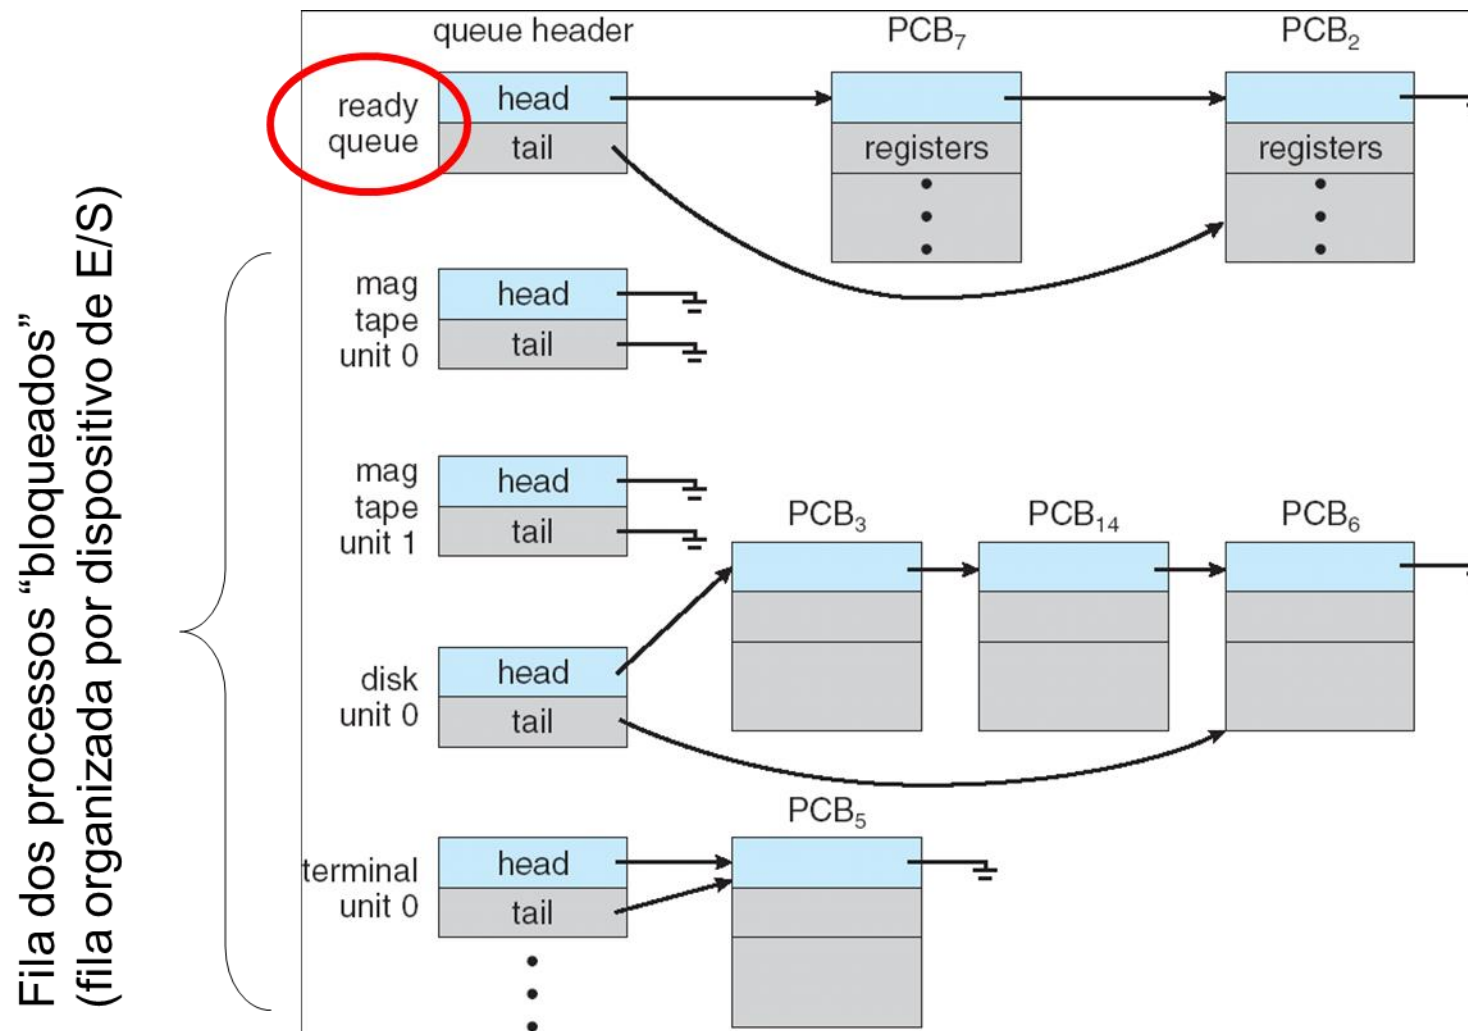 queue header
PCB₇
PCB₂
ready
queue
head
tail
registers
registers
mag
tape
unit 0
head
tail
mag
tape
unit 1
head
tail
PCB₃
PCB₁₄
PCB₆
disk
unit 0
head
tail
PCB₅
terminal
unit 0
head
tail
Fila dos processos “bloqueados”
(fila organizada por dispositivo de E/S)